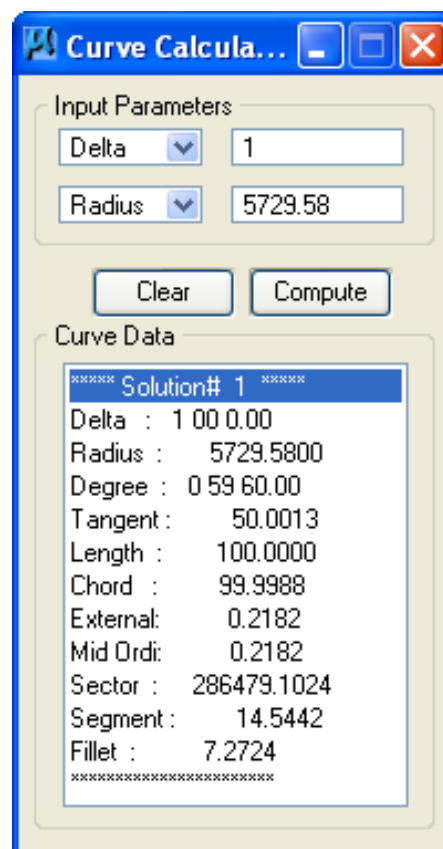 Curve Calcula...
Input Parameters
Delta 1
Radius 5729.58
Clear Compute
Curve Data
***** Solution# 1 *****
Delta : 1 00 0.00
Radius : 5729.5800
Degree : 0 59 60.00
Tangent : 50.0013
Length : 100.0000
Chord : 99.9988
External: 0.2182
Mid Ordi: 0.2182
Sector : 286479.1024
Segment : 14.5442
Fillet : 7.2724
***********************